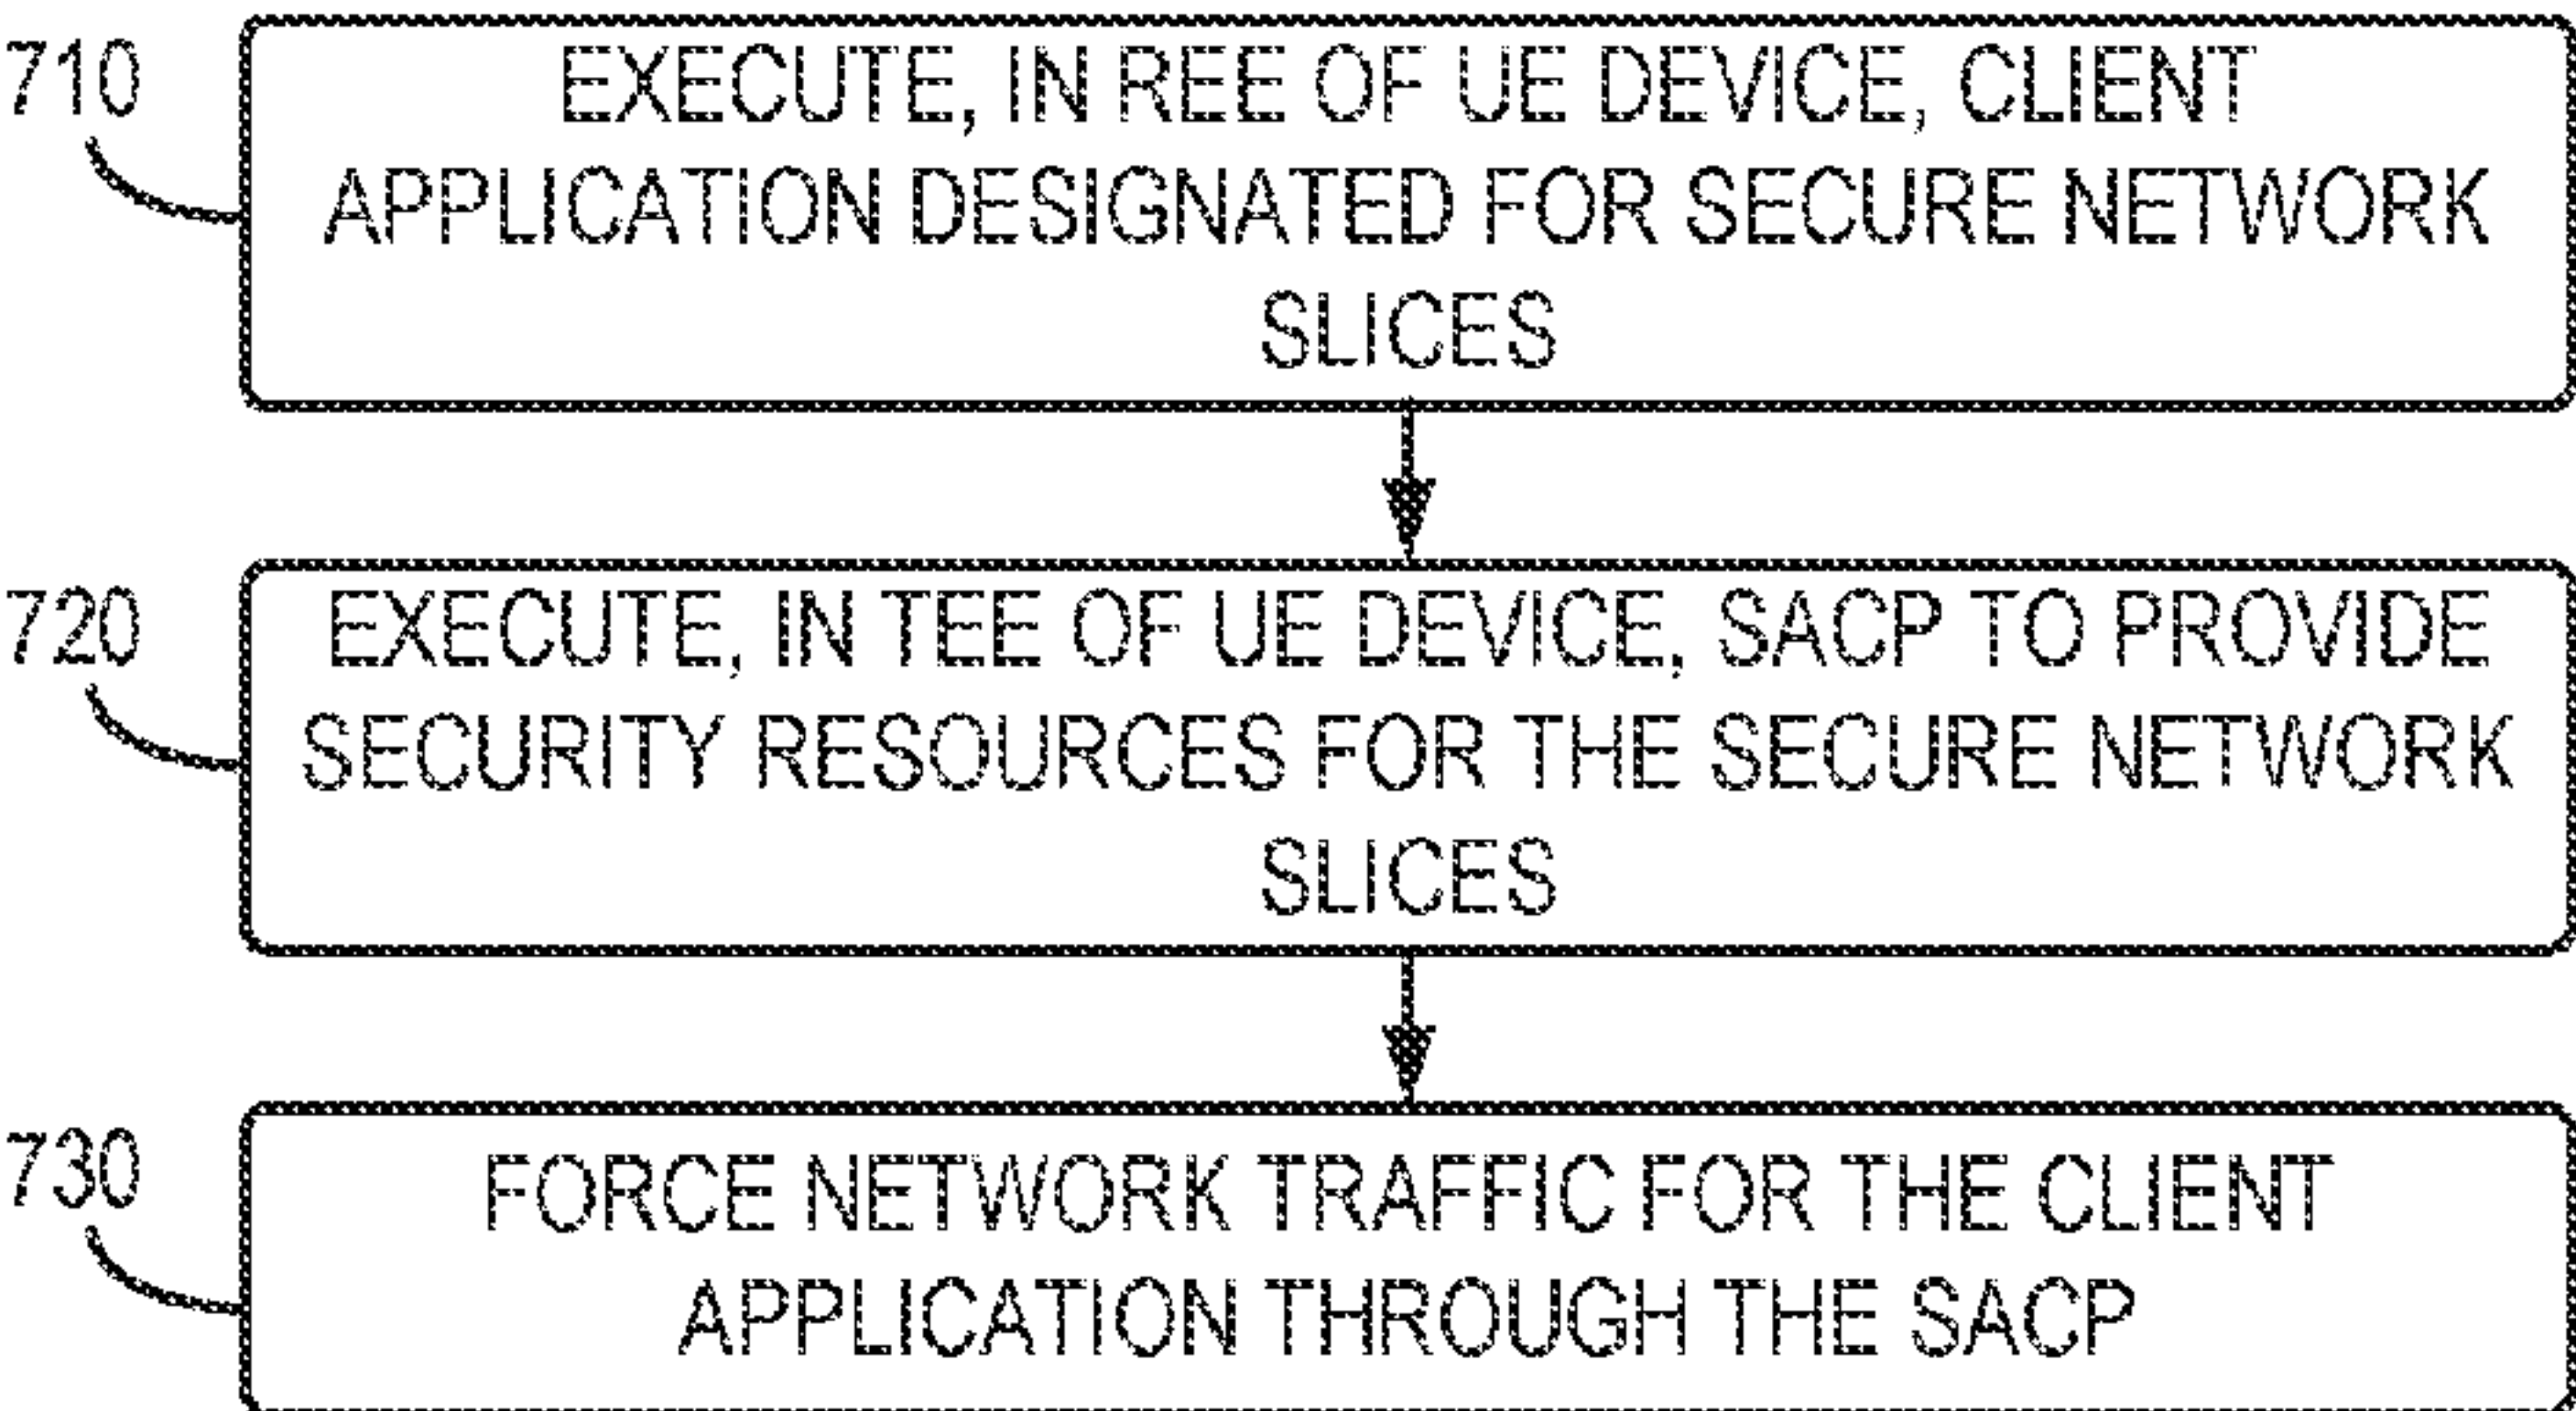 710
EXECUTE, IN REE OF UE DEVICE, CLIENT
APPLICATION DESIGNATED FOR SECURE NETWORK
SLICES
720
EXECUTE, IN TEE OF UE DEVICE, SACP TO PROVIDE
SECURITY RESOURCES FOR THE SECURE NETWORK
SLICES
730
FORCE NETWORK TRAFFIC FOR THE CLIENT
APPLICATION THROUGH THE SACP